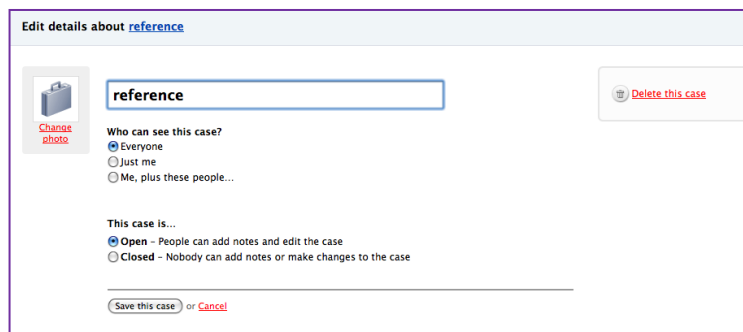 Edit details about reference
Change
photo
reference
Delete this case
Who can see this case?
Everyone
Just me
Me, plus these people...
This case is...
Open – People can add notes and edit the case
Closed – Nobody can add notes or make changes to the case
Save this case or Cancel